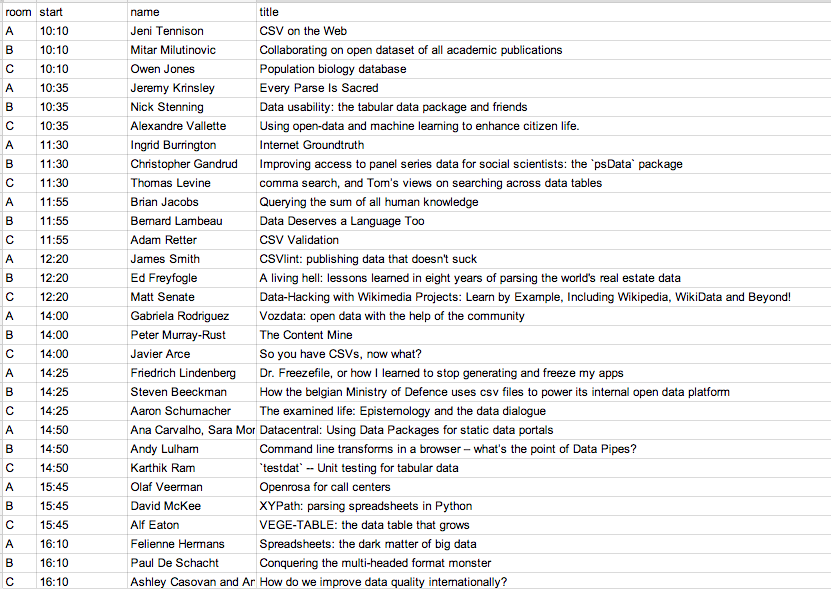 room start name title
A 10:10 Jeni Tennison CSV on the Web
B 10:10 Mitar Milutinovic Collaborating on open dataset of all academic publications
C 10:10 Owen Jones Population biology database
A 10:35 Jeremy Krinsley Every Parse Is Sacred
B 10:35 Nick Stenning Data usability: the tabular data package and friends
C 10:35 Alexandre Vallette Using open-data and machine learning to enhance citizen life.
A 11:30 Ingrid Burrington Internet Groundtruth
B 11:30 Christopher Gandrud Improving access to panel series data for social scientists: the `psData` package
C 11:30 Thomas Levine comma search, and Tom's views on searching across data tables
A 11:55 Brian Jacobs Querying the sum of all human knowledge
B 11:55 Bernard Lambeau Data Deserves a Language Too
C 11:55 Adam Retter CSV Validation
A 12:20 James Smith CSVlint: publishing data that doesn't suck
B 12:20 Ed Freyfogle A living hell: lessons learned in eight years of parsing the world's real estate data
C 12:20 Matt Senate Data-Hacking with Wikimedia Projects: Learn by Example, Including Wikipedia, WikiData and Beyond!
A 14:00 Gabriela Rodriguez Vozdata: open data with the help of the community
B 14:00 Peter Murray-Rust The Content Mine
C 14:00 Javier Arce So you have CSVs, now what?
A 14:25 Friedrich Lindenberg Dr. Freezefile, or how I learned to stop generating and freeze my apps
B 14:25 Steven Beeckman How the belgian Ministry of Defence uses csv files to power its internal open data platform
C 14:25 Aaron Schumacher The examined life: Epistemology and the data dialogue
A 14:50 Ana Carvalho, Sara Mor Datacentral: Using Data Packages for static data portals
B 14:50 Andy Lulham Command line transforms in a browser – what's the point of Data Pipes?
C 14:50 Karthik Ram `testdat` -- Unit testing for tabular data
A 15:45 Olaf Veerman Openrosa for call centers
B 15:45 David McKee XYPath: parsing spreadsheets in Python
C 15:45 Alf Eaton VEGE-TABLE: the data table that grows
A 16:10 Felienne Hermans Spreadsheets: the dark matter of big data
B 16:10 Paul De Schacht Conquering the multi-headed format monster
C 16:10 Ashley Casovan and Ar How do we improve data quality internationally?